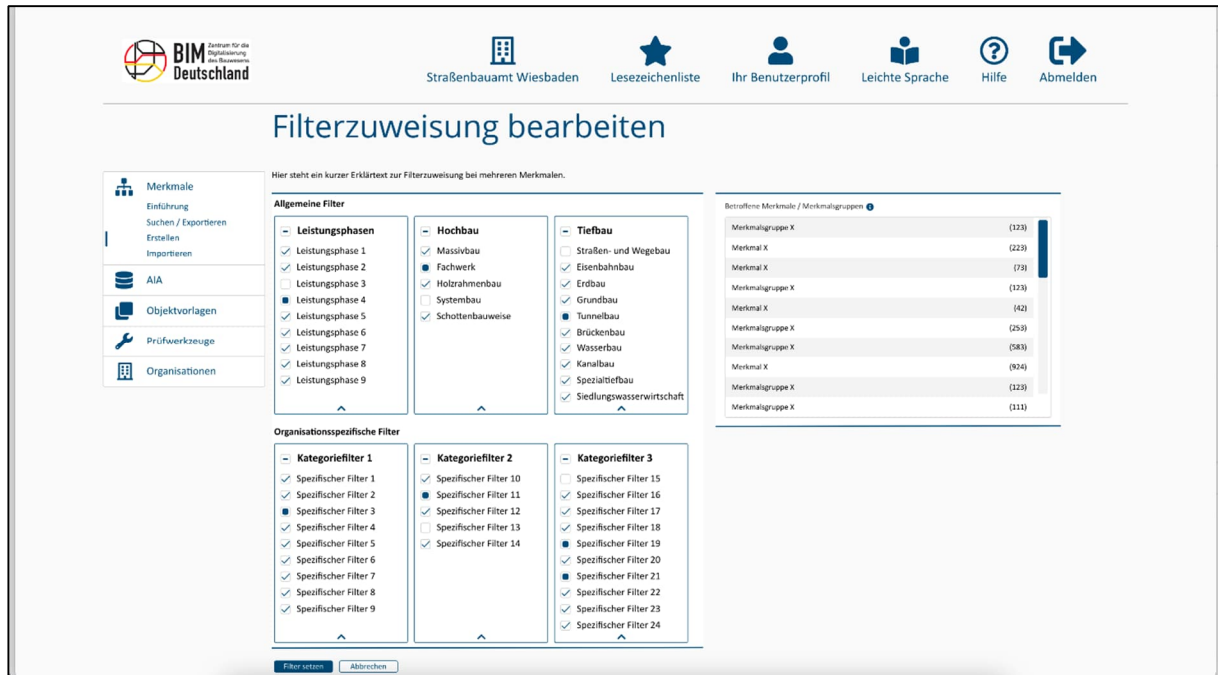 BIM
Deutschland
Zentrum für die
Digitalisierung
des Bauwesens
Straßenbauamt Wiesbaden
Lesezeichenliste
Ihr Benutzerprofil
Leichte Sprache
Hilfe
Abmelden
Filterzuweisung bearbeiten
Merkmale
Einführung
Suchen / Exportieren
Erstellen
Importieren
AIA
Objektvorlagen
Prüfwerkzeuge
Organisationen
Hier steht ein kurzer Erklärtext zur Filterzuweisung bei mehreren Merkmalen.
Allgemeine Filter
Leistungsphasen
Leistungsphase 1
Leistungsphase 2
Leistungsphase 3
Leistungsphase 4
Leistungsphase 5
Leistungsphase 6
Leistungsphase 7
Leistungsphase 8
Leistungsphase 9
Hochbau
Massivbau
Fachwerk
Holzrahmenbau
Systembau
Schottenbauweise
Tiefbau
Straßen- und Wegebau
Eisenbahnbau
Erdbau
Grundbau
Tunnelbau
Brückenbau
Wasserbau
Kanalbau
Spezialtiefbau
Siedlungswasserwirtschaft
Organisationsspezifische Filter
Kategoriefilter 1
Spezifischer Filter 1
Spezifischer Filter 2
Spezifischer Filter 3
Spezifischer Filter 4
Spezifischer Filter 5
Spezifischer Filter 6
Spezifischer Filter 7
Spezifischer Filter 8
Spezifischer Filter 9
Kategoriefilter 2
Spezifischer Filter 10
Spezifischer Filter 11
Spezifischer Filter 12
Spezifischer Filter 13
Spezifischer Filter 14
Kategoriefilter 3
Spezifischer Filter 15
Spezifischer Filter 16
Spezifischer Filter 17
Spezifischer Filter 18
Spezifischer Filter 19
Spezifischer Filter 20
Spezifischer Filter 21
Spezifischer Filter 22
Spezifischer Filter 23
Spezifischer Filter 24
Filter setzen
Abbrechen
Betroffene Merkmale / Merkmalsgruppen
Merkmalsgruppe X (123)
Merkmal X (223)
Merkmal X (73)
Merkmalsgruppe X (123)
Merkmal X (42)
Merkmalsgruppe X (253)
Merkmalsgruppe X (583)
Merkmal X (924)
Merkmalsgruppe X (123)
Merkmalsgruppe X (111)